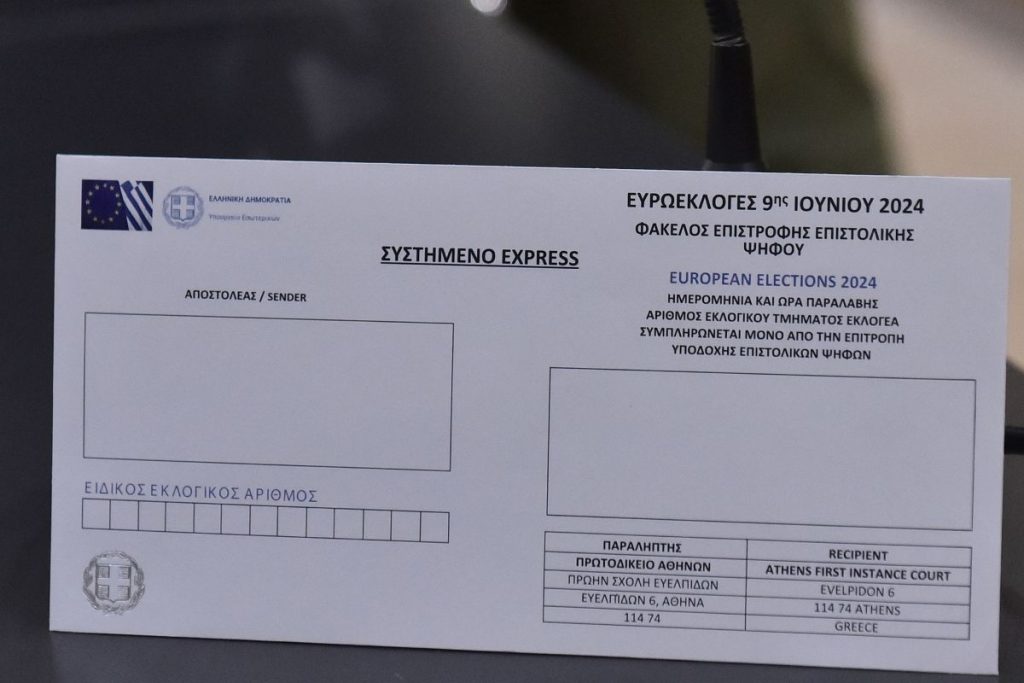 ΕΛΛΗΝΙΚΗ ΔΗΜΟΚΡΑΤΙΑ
Υπουργείο Εσωτερικών
ΣΥΣΤΗΜΕΝΟ EXPRESS
ΑΠΟΣΤΟΛΕΑΣ / SENDER
ΕΙΔΙΚΟΣ ΕΚΛΟΓΙΚΟΣ ΑΡΙΘΜΟΣ
ΕΥΡΩΕΚΛΟΓΕΣ 9ης ΙΟΥΝΙΟΥ 2024
ΦΑΚΕΛΟΣ ΕΠΙΣΤΡΟΦΗΣ ΕΠΙΣΤΟΛΙΚΗΣ
ΨΗΦΟΥ
EUROPEAN ELECTIONS 2024
ΗΜΕΡΟΜΗΝΙΑ ΚΑΙ ΩΡΑ ΠΑΡΑΛΑΒΗΣ
ΑΡΙΘΜΟΣ ΕΚΛΟΓΙΚΟΥ ΤΜΗΜΑΤΟΣ ΕΚΛΟΓΕΑ
ΣΥΜΠΛΗΡΩΝΕΤΑΙ ΜΟΝΟ ΑΠΟ ΤΗΝ ΕΠΙΤΡΟΠΗ
ΥΠΟΔΟΧΗΣ ΕΠΙΣΤΟΛΙΚΩΝ ΨΗΦΩΝ
ΠΑΡΑΛΗΠΤΗΣ
ΠΡΩΤΟΔΙΚΕΙΟ ΑΘΗΝΩΝ
ΠΡΩΗΝ ΣΧΟΛΗ ΕΥΕΛΠΙΔΩΝ
ΕΥΕΛΠΙΔΩΝ 6, ΑΘΗΝΑ
114 74
RECIPIENT
ATHENS FIRST INSTANCE COURT
EVELPIDON 6
114 74 ATHENS
GREECE